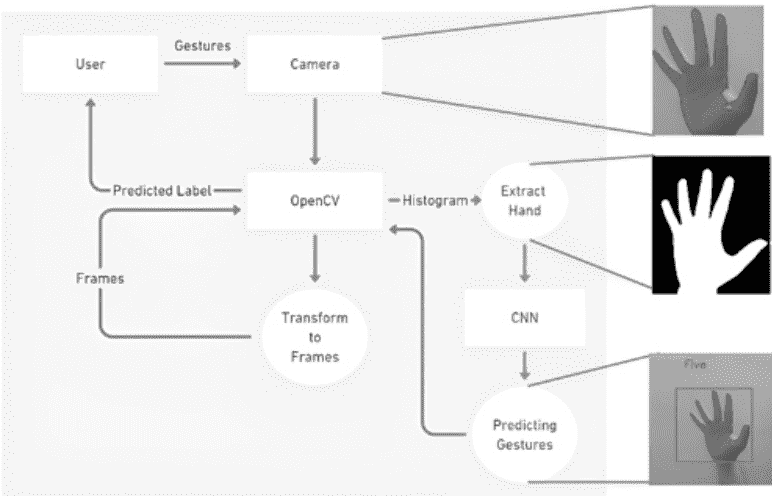 Gestures
User
Camera
Predicted Label
OpenCV
Histogram
Extract
Hand
Frames
Transform
to
Frames
CNN
Predicting
Gestures
Five